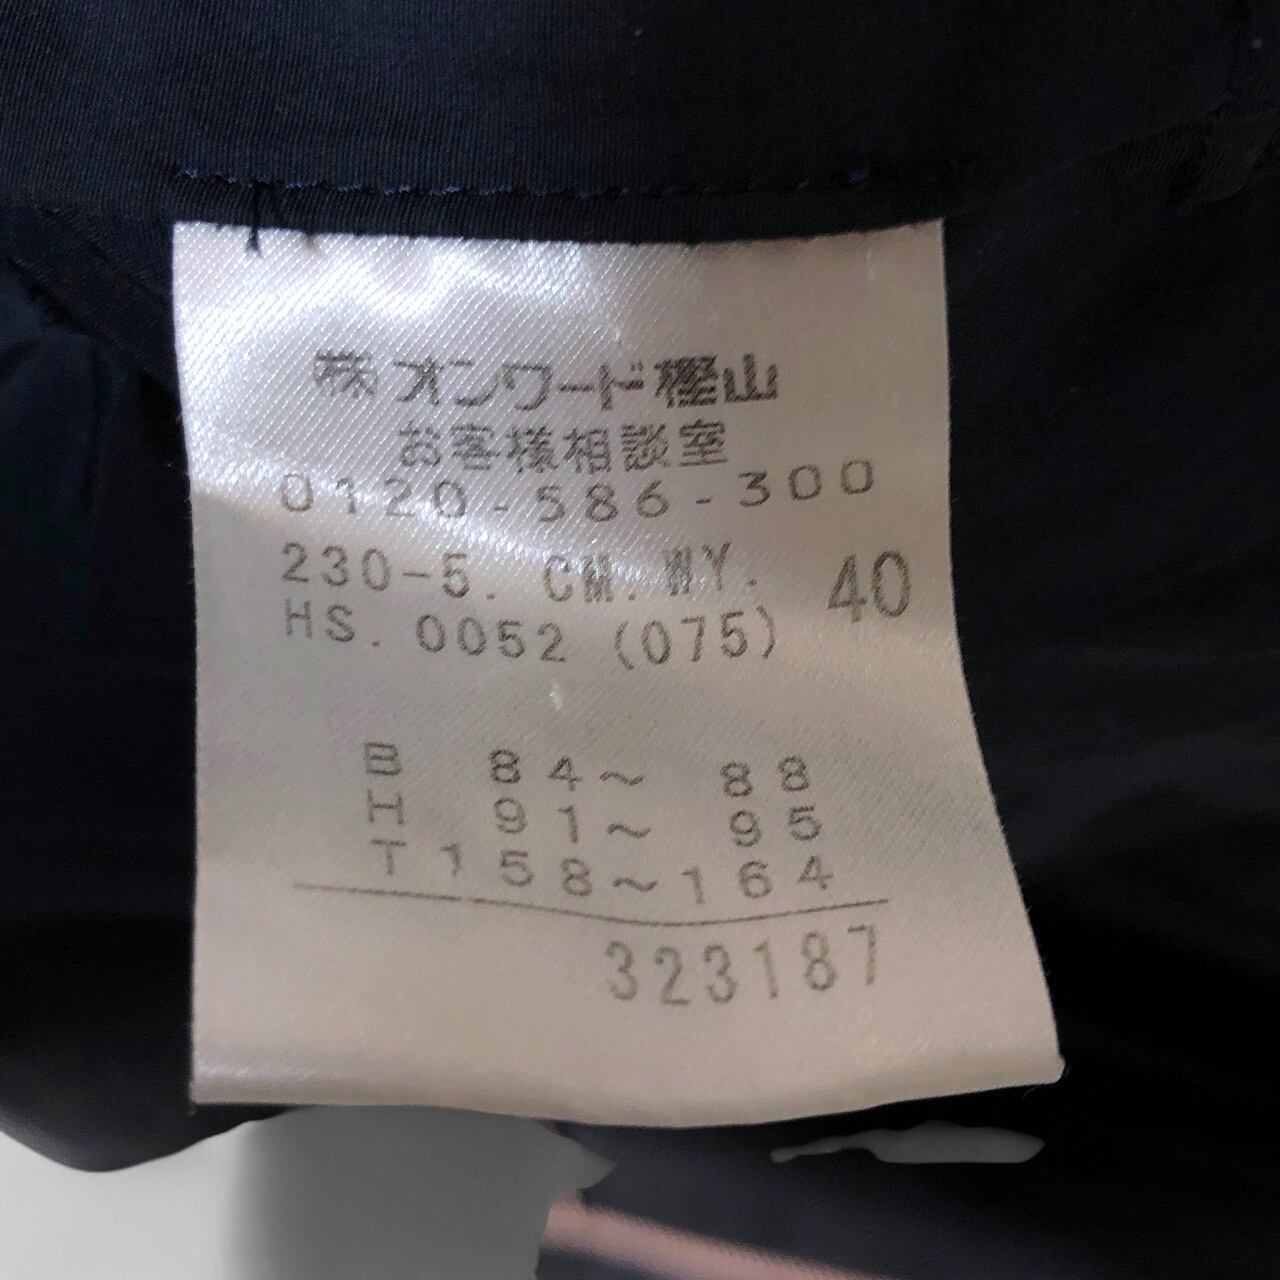 株オンワード樫山
お客様相談室
0120-586-300
230-5. CM.WY. 40
HS. 0052 (075)
B 84～ 88
H 91～ 95
T158～164
323187